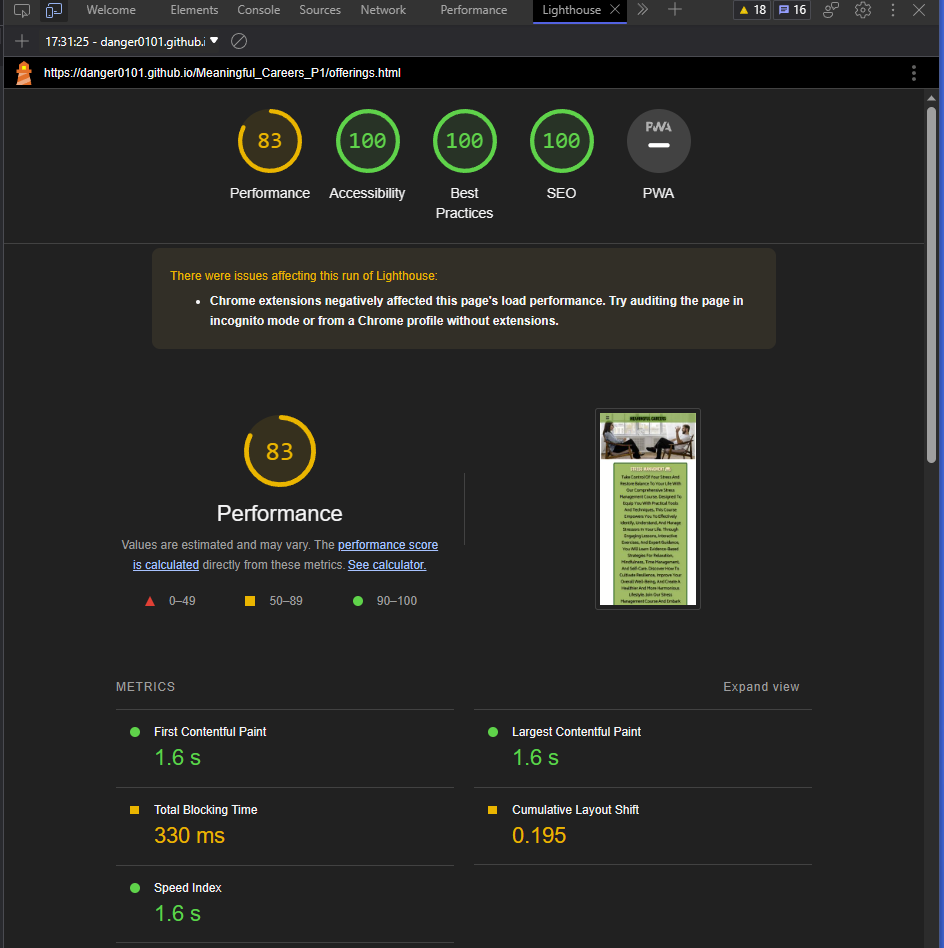 Welcome Elements Console Sources Network Performance Lighthouse 18 16
17:31:25 - danger0101.github.i
https://danger0101.github.io/Meaningful_Careers_P1/offerings.html
83 100 100 100 PWA
Performance Accessibility Best Practices SEO PWA
There were issues affecting this run of Lighthouse:
Chrome extensions negatively affected this page's load performance. Try auditing the page in
incognito mode or from a Chrome profile without extensions.
83
Performance
Values are estimated and may vary. The performance score
is calculated directly from these metrics. See calculator.
0–49 50–89 90–100
MEANINGFUL CAREERS
STRESS MANAGMENT
Take Control Of Your Stress And
Restore Balance To Your Life With
Our Comprehensive Stress
Management Course. Designed To
Equip You With Practical Tools
And Techniques, This Course
Empowers You To Effectively
Identify, Understand, And Manage
Stressors In Your Life. Through
Engaging Lessons, Interactive
Exercises, And Expert Guidance,
You Will Learn Evidence-Based
Strategies For Relaxation,
Mindfulness, Time Management,
And Self-Care. Discover How To
Cultivate Resilience, Improve Your
Overall Well-Being, And Create A
Healthier And More Harmonious
Lifestyle. Join Our Stress
Management Course And Embark
METRICS
Expand view
First Contentful Paint
1.6 s
Largest Contentful Paint
1.6 s
Total Blocking Time
330 ms
Cumulative Layout Shift
0.195
Speed Index
1.6 s